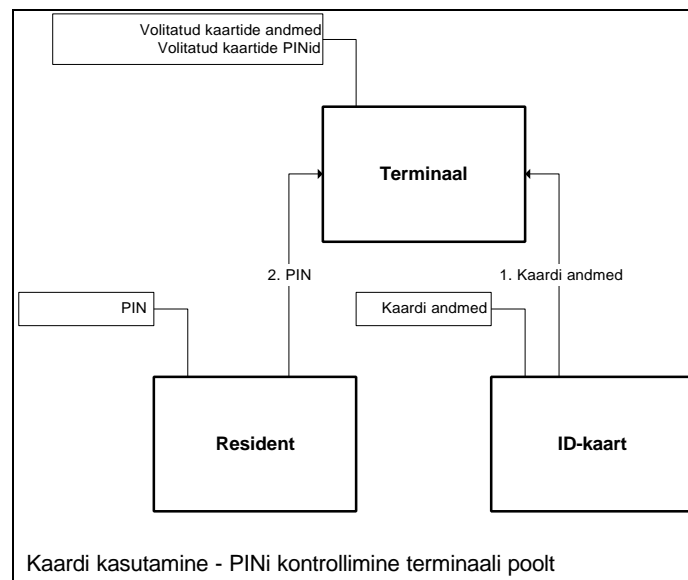 Volitatud kaartide andmed
Volitatud kaartide PINid
Terminaal
2. PIN
1. Kaardi andmed
PIN
Kaardi andmed
Resident
ID-kaart
Kaardi kasutamine - PINi kontrollimine terminaali poolt